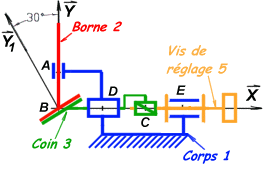 30°
Y
Y1
Borne 2
Vis de
réglage 5
A
D
E
B
C
X
Coin 3
Corps 1